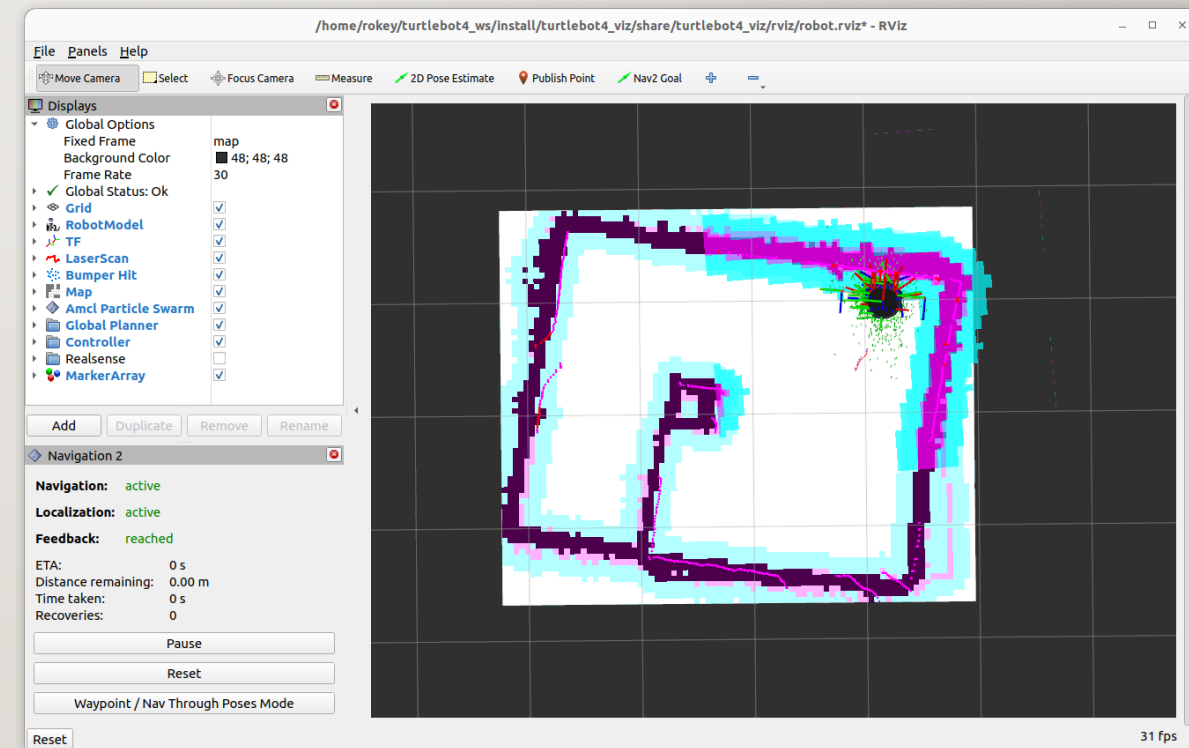 /home/rokey/turtlebot4_ws/install/turtlebot4_viz/share/turtlebot4_viz/rviz/robot.rviz* - RViz
File Panels Help
Move Camera Select Focus Camera Measure 2D Pose Estimate Publish Point Nav2 Goal
Displays
Global Options
Fixed Frame map
Background Color 48; 48; 48
Frame Rate 30
Global Status: Ok
Grid
RobotModel
TF
LaserScan
Bumper Hit
Map
Amcl Particle Swarm
Global Planner
Controller
Realsense
MarkerArray
Add Duplicate Remove Rename
Navigation 2
Navigation: active
Localization: active
Feedback: reached
ETA: 0 s
Distance remaining: 0.00 m
Time taken: 0 s
Recoveries: 0
Pause
Reset
Waypoint / Nav Through Poses Mode
Reset 31 fps